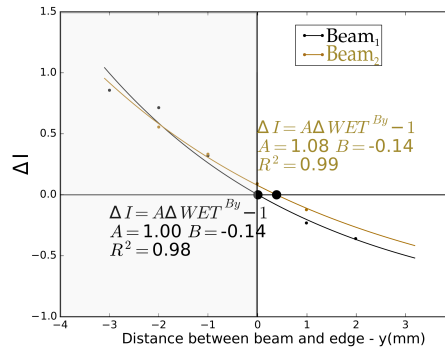 1.5
1.0
0.5
0.0
−0.5
−1.0
−4 −3 −2 −1 0 1 2 3
ΔI
Distance between beam and edge - y(mm)
Beam₁
Beam₂
ΔI=AΔWET^{By}−1
A=1.08 B=-0.14
R²=0.99
ΔI=AΔWET^{By}−1
A=1.00 B=-0.14
R²=0.98